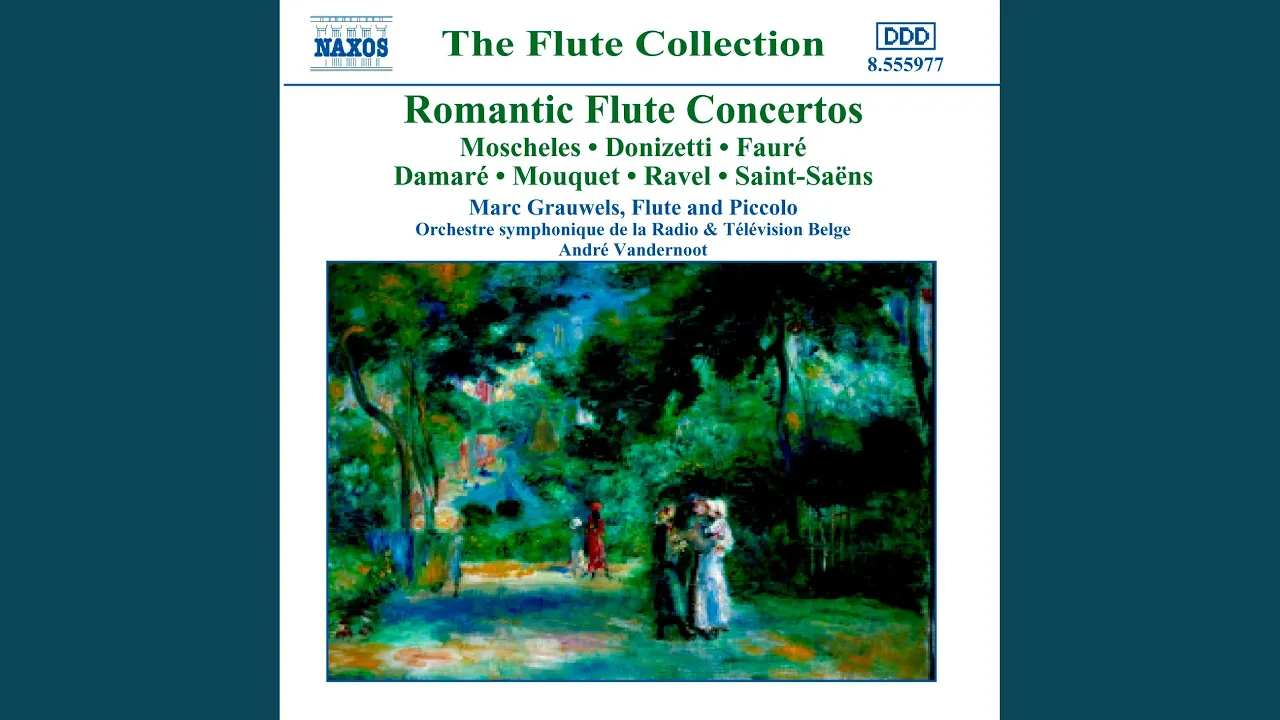 NAXOS
The Flute Collection
DDD
8.555977
Romantic Flute Concertos
Moscheles • Donizetti • Fauré
Damaré • Mouquet • Ravel • Saint-Saëns
Marc Grauwels, Flute and Piccolo
Orchestre symphonique de la Radio & Télévision Belge
André Vandernoot